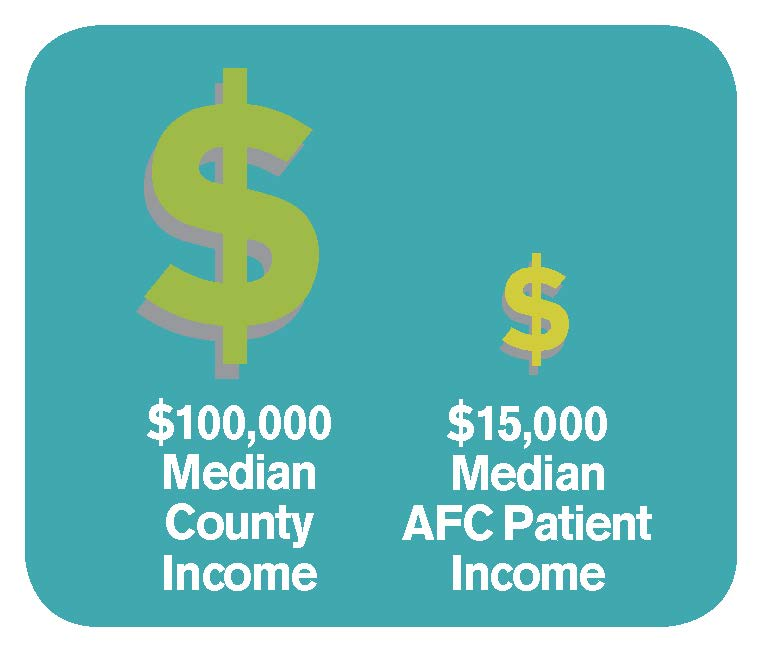 $
$
$100,000
Median
County
Income
$15,000
Median
AFC Patient
Income